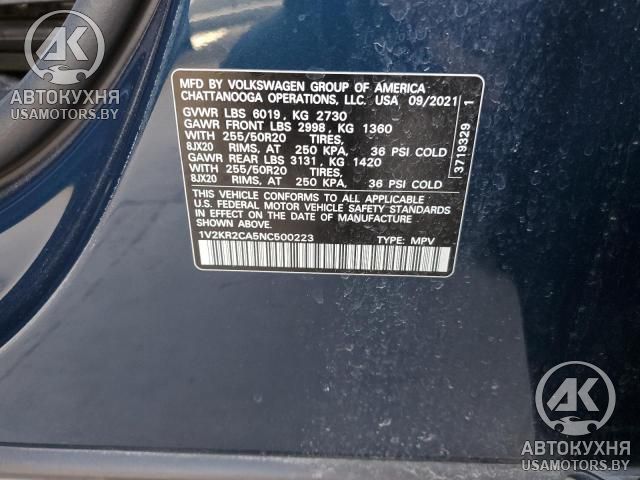 АК
АВТОКУХНЯ
USAMOTORS.BY
MFD BY VOLKSWAGEN GROUP OF AMERICA
CHATTANOOGA OPERATIONS, LLC. USA 09/2021
GVWR LBS 6019, KG 2730
GAWR FRONT LBS 2998, KG 1360
WITH 255/50R20 TIRES,
8JX20 RIMS, AT 250 KPA, 36 PSI COLD
GAWR REAR LBS 3131, KG 1420
WITH 255/50R20 TIRES,
8JX20 RIMS, AT 250 KPA, 36 PSI COLD
THIS VEHICLE CONFORMS TO ALL APPLICABLE
U.S. FEDERAL MOTOR VEHICLE SAFETY STANDARDS
IN EFFECT ON THE DATE OF MANUFACTURE
SHOWN ABOVE.
1V2KR2CA5NC500223 TYPE: MPV
3719329 1
АК
АВТОКУХНЯ
USAMOTORS.BY